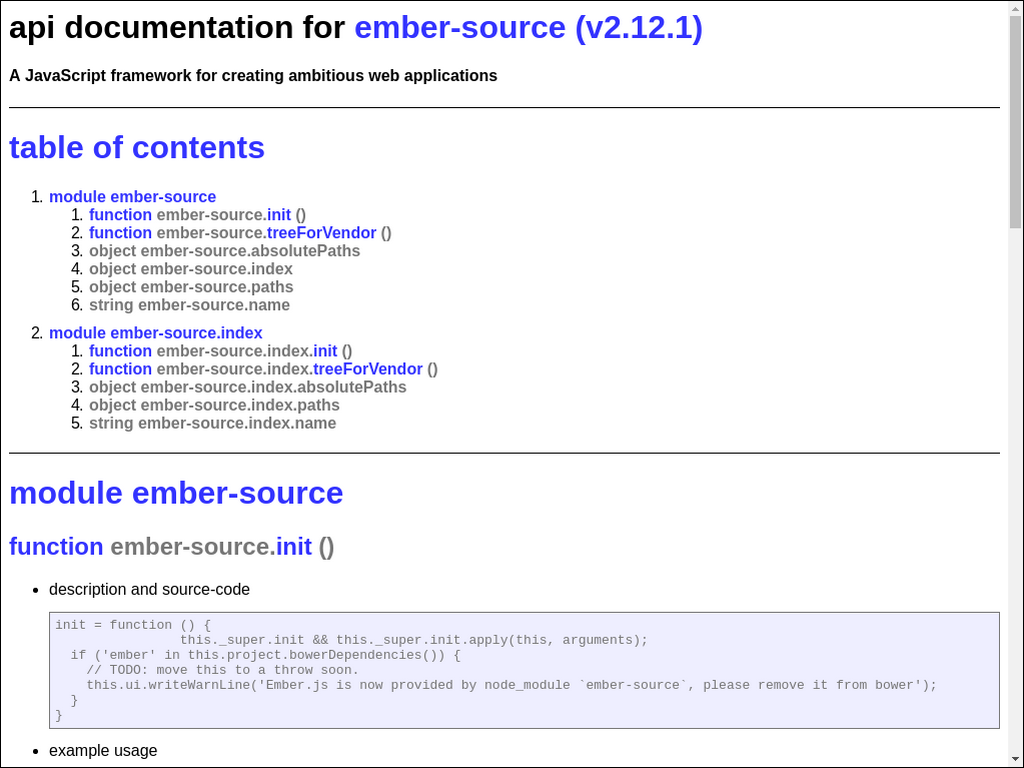 api documentation for ember-source (v2.12.1)
A JavaScript framework for creating ambitious web applications
table of contents
1. module ember-source
1. function ember-source.init ()
2. function ember-source.treeForVendor ()
3. object ember-source.absolutePaths
4. object ember-source.index
5. object ember-source.paths
6. string ember-source.name
2. module ember-source.index
1. function ember-source.index.init ()
2. function ember-source.index.treeForVendor ()
3. object ember-source.index.absolutePaths
4. object ember-source.index.paths
5. string ember-source.index.name
module ember-source
function ember-source.init ()
• description and source-code
init = function () {
                this._super.init && this._super.init.apply(this, arguments);
  if ('ember' in this.project.bowerDependencies()) {
    // TODO: move this to a throw soon.
    this.ui.writeWarnLine('Ember.js is now provided by node_module `ember-source`, please remove it from bower');
  }
}
• example usage